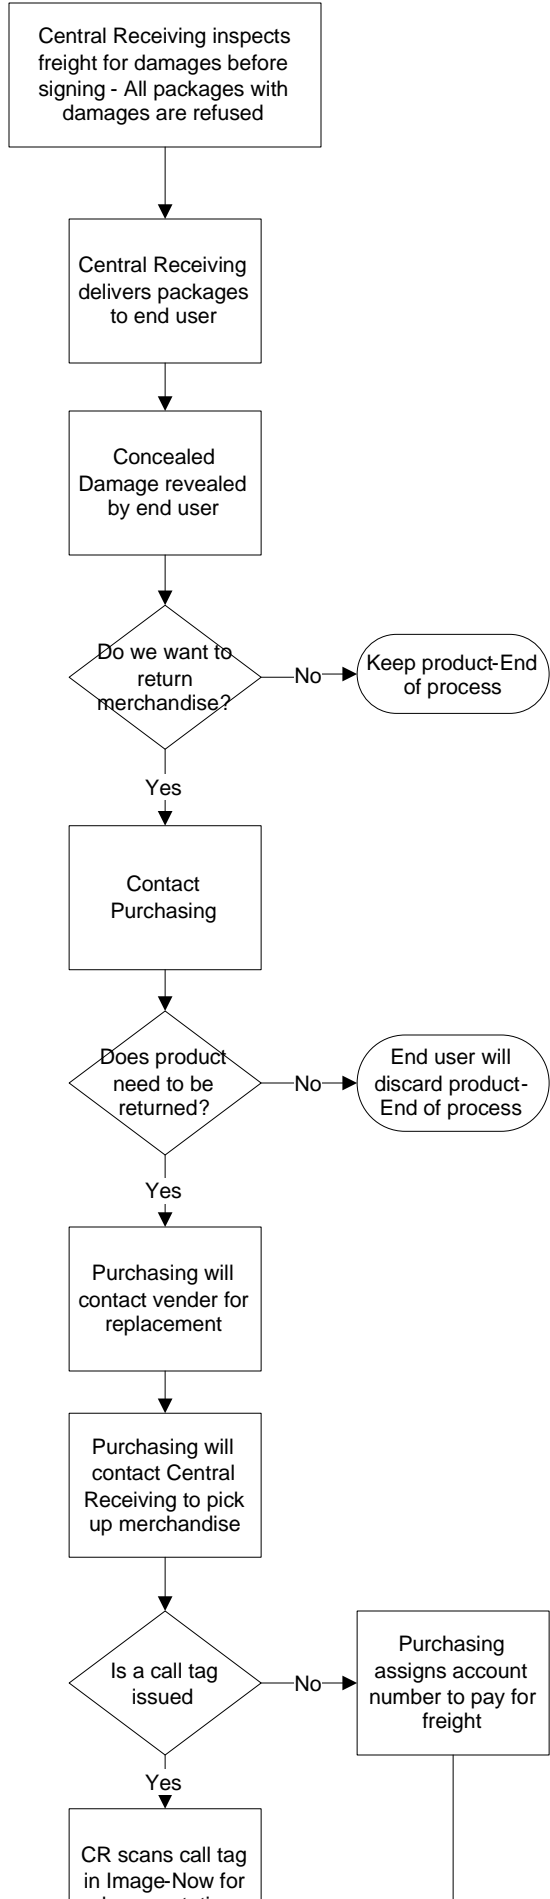 Central Receiving inspects
freight for damages before
signing - All packages with
damages are refused
Central Receiving
delivers packages
to end user
Concealed
Damage revealed
by end user
Do we want to
return
merchandise?
No
Keep product-End
of process
Yes
Contact
Purchasing
Does product
need to be
returned?
No
End user will
discard product-
End of process
Yes
Purchasing will
contact vender for
replacement
Purchasing will
contact Central
Receiving to pick
up merchandise
Is a call tag
issued
No
Purchasing
assigns account
number to pay for
freight
Yes
CR scans call tag
in Image-Now for